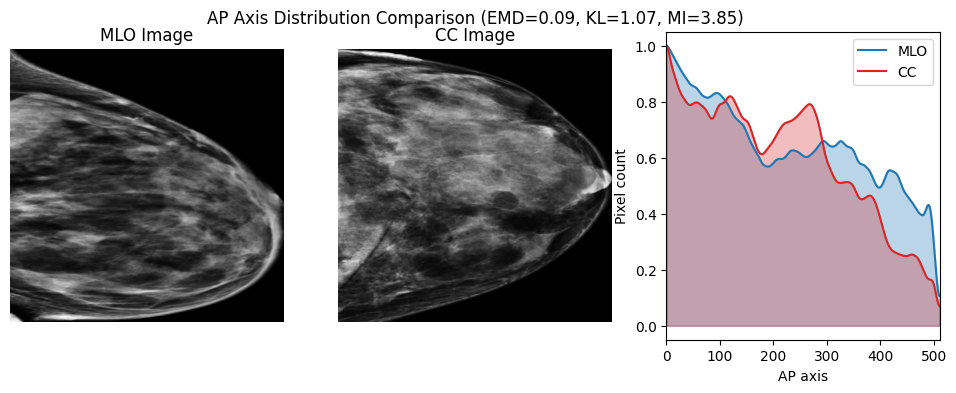 AP Axis Distribution Comparison (EMD=0.09, KL=1.07, MI=3.85)
MLO Image
CC Image
MLO
CC
Pixel count
1.0
0.8
0.6
0.4
0.2
0.0
0 100 200 300 400 500
AP axis